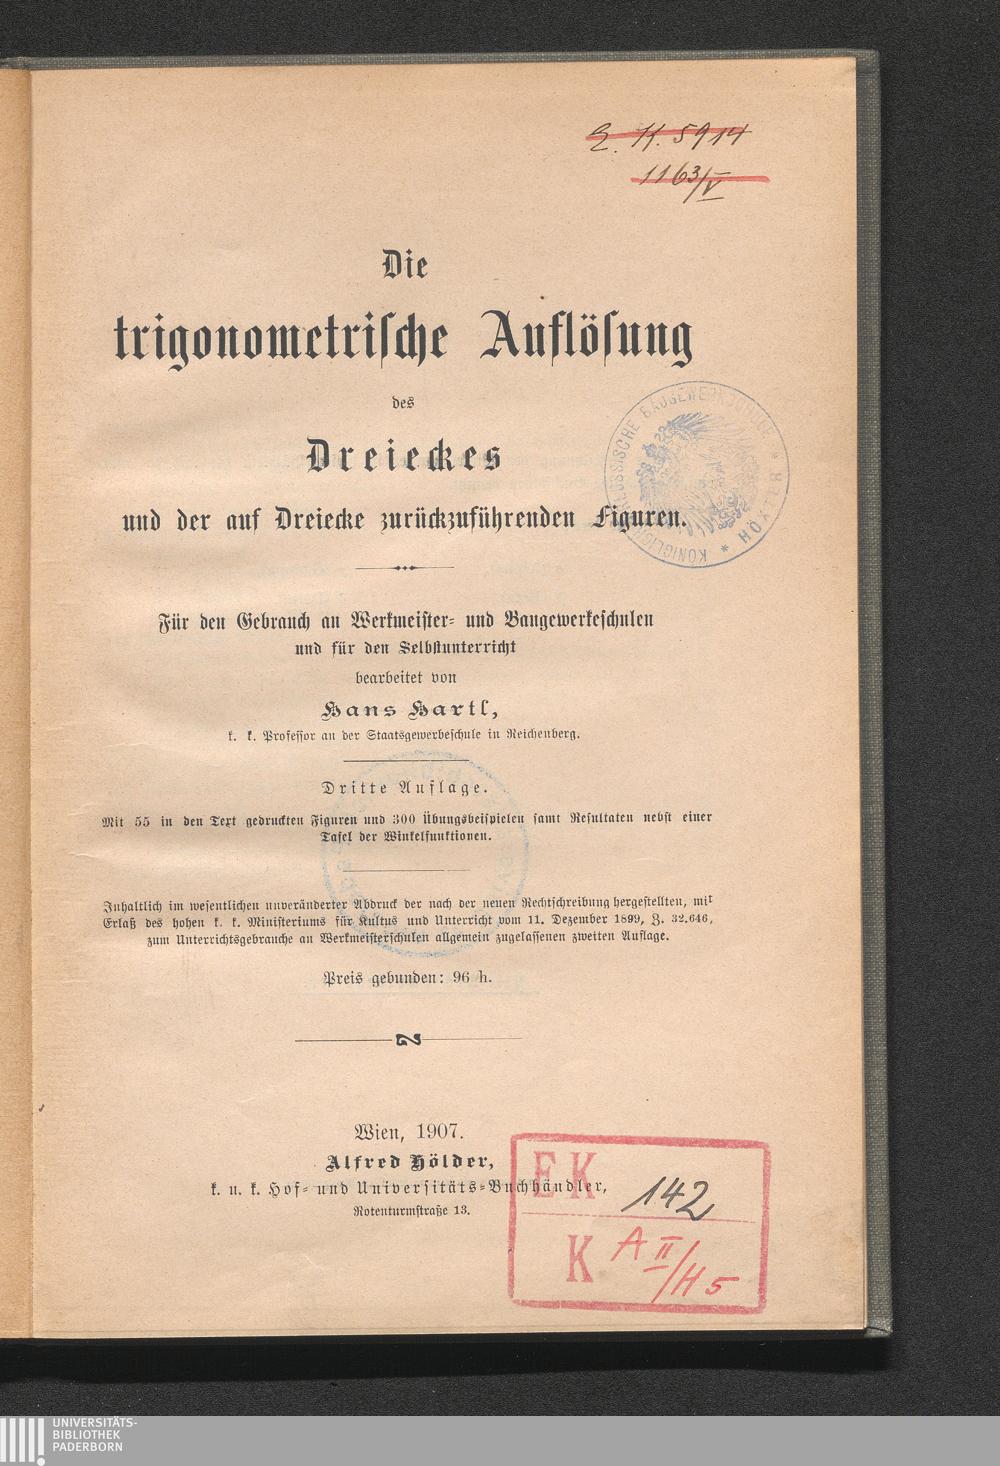 E. K. 5914
1163/V
Die
trigonometrische Auflösung
des
Dreieckes
und der auf Dreiecke zurückzuführenden Figuren.
KÖNIGLICH PREUSSISCHE BAUGEWERKSCHULE * HÖXTER *
Für den Gebrauch an Werkmeister- und Baugewerkeschulen
und für den Selbstunterricht
bearbeitet von
Hans Hartl,
k. k. Professor an der Staatsgewerbeschule in Reichenberg.
Dritte Auflage.
Mit 55 in den Text gedruckten Figuren und 300 Übungsbeispielen samt Resultaten nebst einer
Tafel der Winkelfunktionen.
Inhaltlich im wesentlichen unveränderter Abdruck der nach der neuen Rechtschreibung hergestellten, mit
Erlaß des hohen k. k. Ministeriums für Kultus und Unterricht vom 11. Dezember 1899, Z. 32.646,
zum Unterrichtsgebrauche an Werkmeisterschulen allgemein zugelassenen zweiten Auflage.
Preis gebunden: 96 h.
Wien, 1907.
Alfred Hölder,
k. u. k. Hof- und Universitäts-Buchhändler,
Rotenturmstraße 13.
EK 142
K A II/H 5
UNIVERSITÄTS-
BIBLIOTHEK
PADERBORN